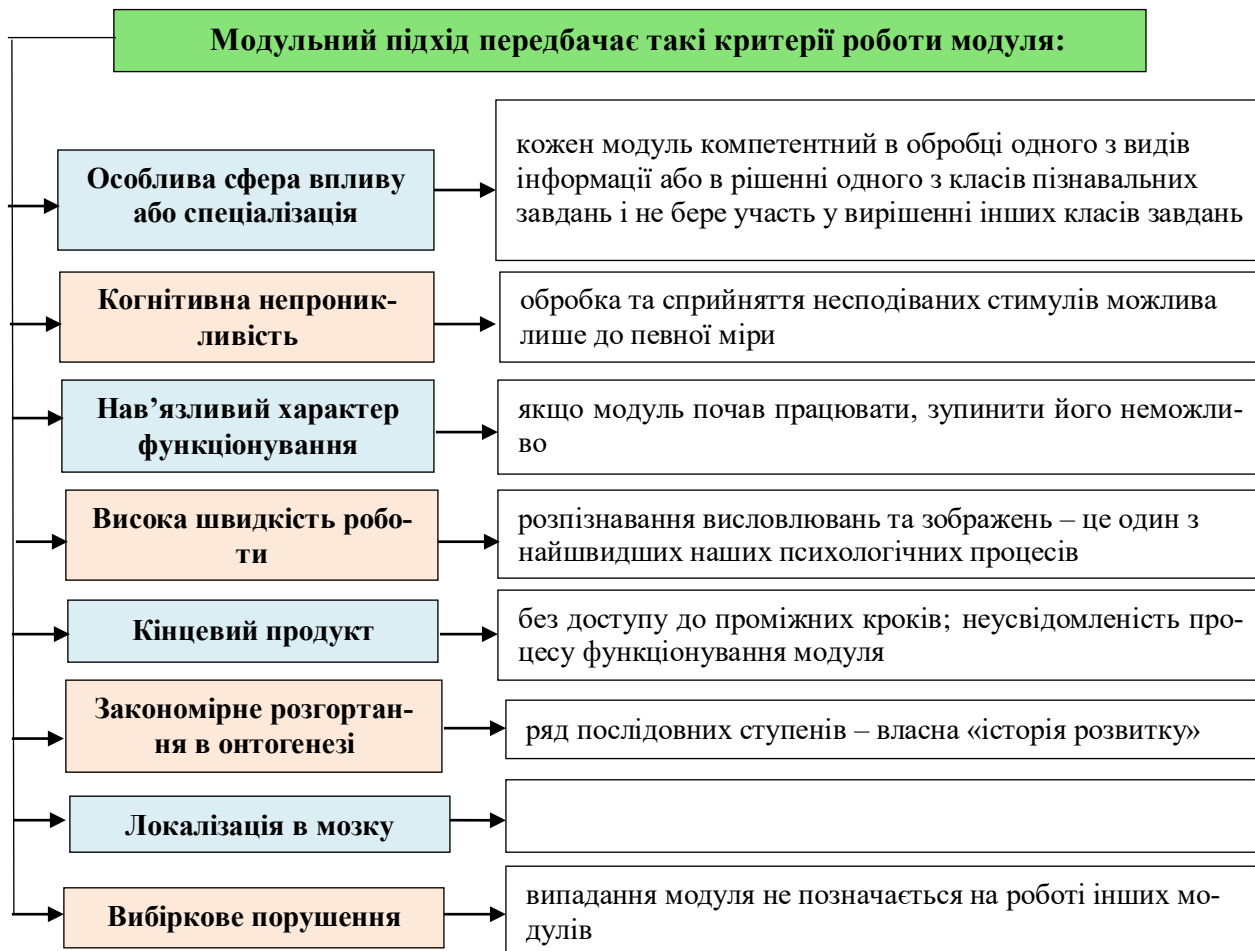 Модульний підхід передбачає такі критерії роботи модуля:
Особлива сфера впливу
або спеціалізація
кожен модуль компетентний в обробці одного з видів
інформації або в рішенні одного з класів пізнавальних
завдань і не бере участь у вирішенні інших класів завдань
Когнітивна непроник-
ливість
обробка та сприйняття несподіваних стимулів можлива
лише до певної міри
Нав’язливий характер
функціонування
якщо модуль почав працювати, зупинити його неможли-
во
Висока швидкість робо-
ти
розпізнавання висловлювань та зображень – це один з
найшвидших наших психологічних процесів
Кінцевий продукт
без доступу до проміжних кроків; неусвідомленість про-
цесу функціонування модуля
Закономірне розгортан-
ня в онтогенезі
ряд послідовних ступенів – власна «історія розвитку»
Локалізація в мозку
Вибіркове порушення
випадання модуля не позначається на роботі інших мо-
дулів